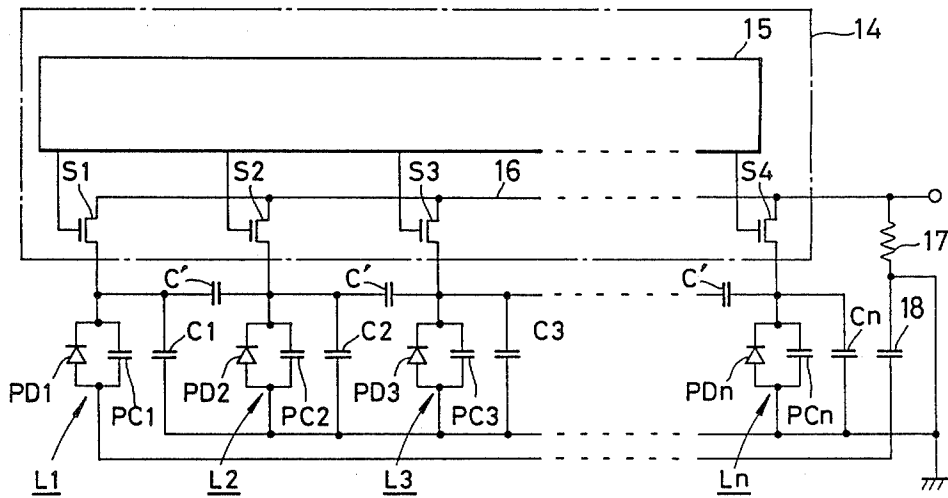 15
14
S1
S2
S3
16
S4
17
C'
C'
C'
C1
C2
C3
Cn
18
PD1
PC1
PD2
PC2
PD3
PC3
PDn
PCn
L1
L2
L3
Ln